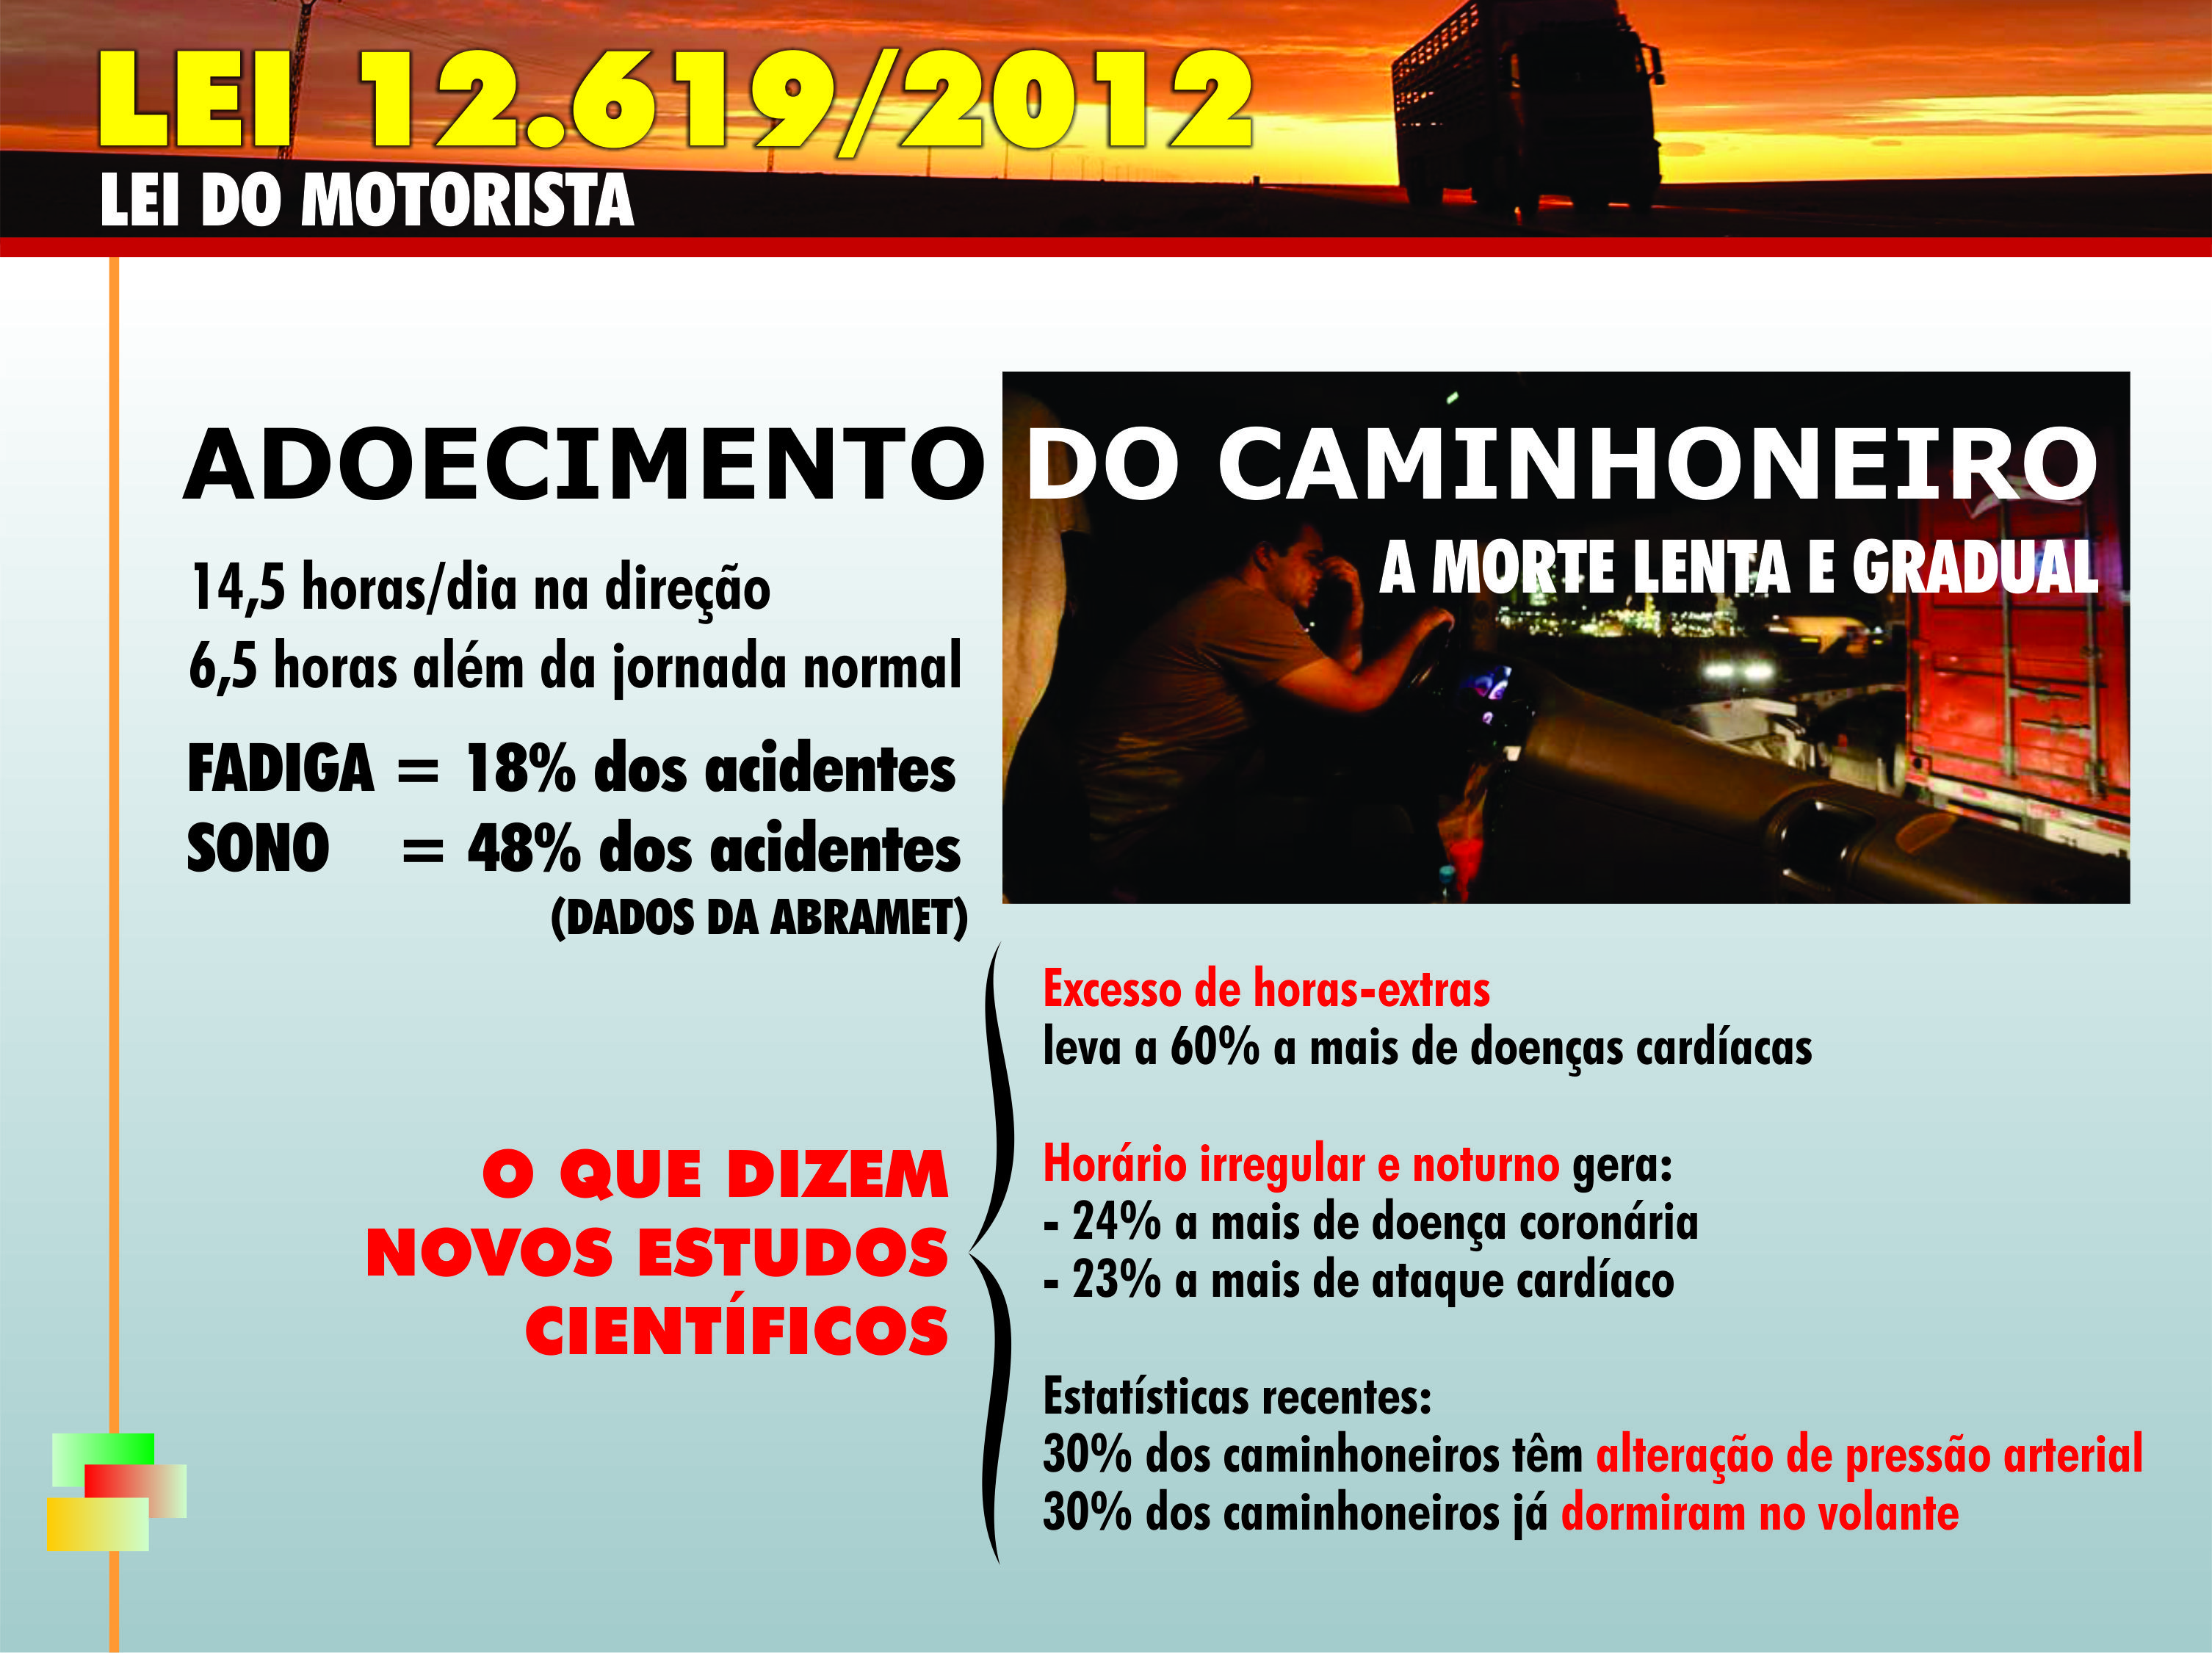 LEI 12.619/2012
LEI DO MOTORISTA
ADOECIMENTO DO CAMINHONEIRO
A MORTE LENTA E GRADUAL
14,5 horas/dia na direção
6,5 horas além da jornada normal
FADIGA = 18% dos acidentes
SONO = 48% dos acidentes
(DADOS DA ABRAMET)
O QUE DIZEM
NOVOS ESTUDOS
CIENTÍFICOS
Excesso de horas-extras
leva a 60% a mais de doenças cardíacas
Horário irregular e noturno gera:
- 24% a mais de doença coronária
- 23% a mais de ataque cardíaco
Estatísticas recentes:
30% dos caminhoneiros têm alteração de pressão arterial
30% dos caminhoneiros já dormiram no volante